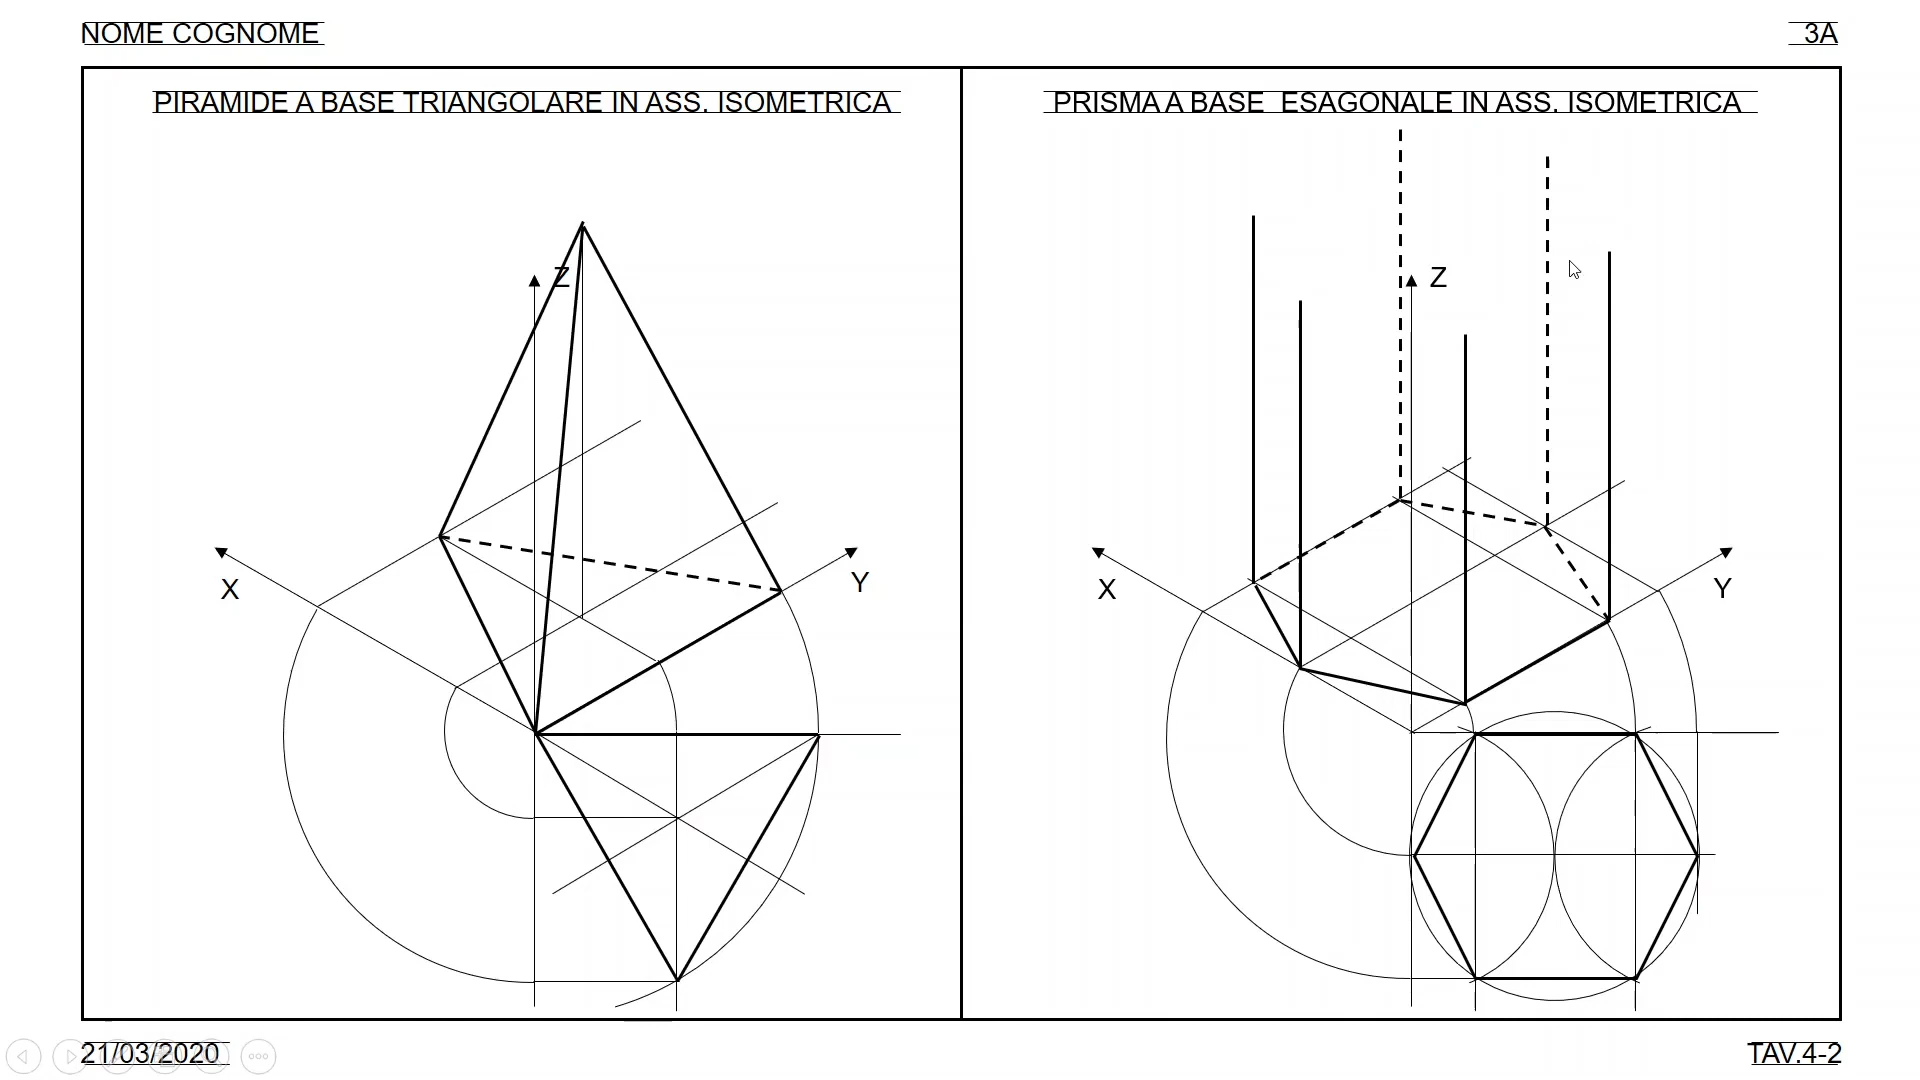 NOME COGNOME
3A
PIRAMIDE A BASE TRIANGOLARE IN ASS. ISOMETRICA
PRISMA A BASE ESAGONALE IN ASS. ISOMETRICA
Z
X
Y
Z
X
Y
21/03/2020
TAV.4-2